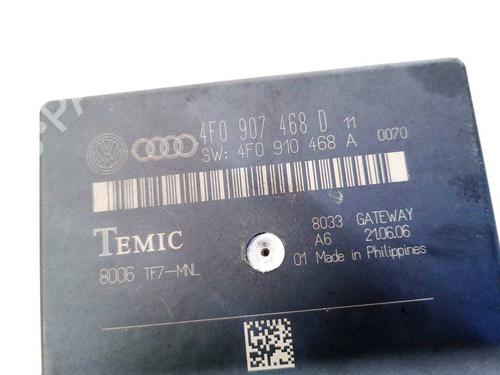 4F0 907 468 D 11
SW: 4F0 910 468 A 0070
TEMIC
8033 GATEWAY
A6 21.06.06
8006 TF7-MNL
01 Made in Philippines